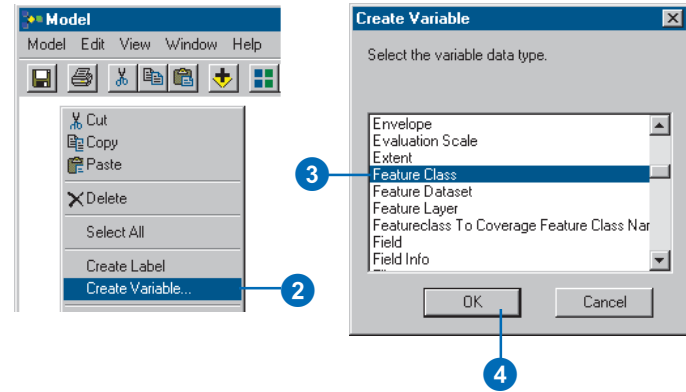 Model
Model Edit View Window Help
Cut
Copy
Paste
Delete
Select All
Create Label
Create Variable...
2
Create Variable
Select the variable data type.
Envelope
Evaluation Scale
Extent
Feature Class
3
Feature Dataset
Feature Layer
Featureclass To Coverage Feature Class Nar
Field
Field Info
OK Cancel
4